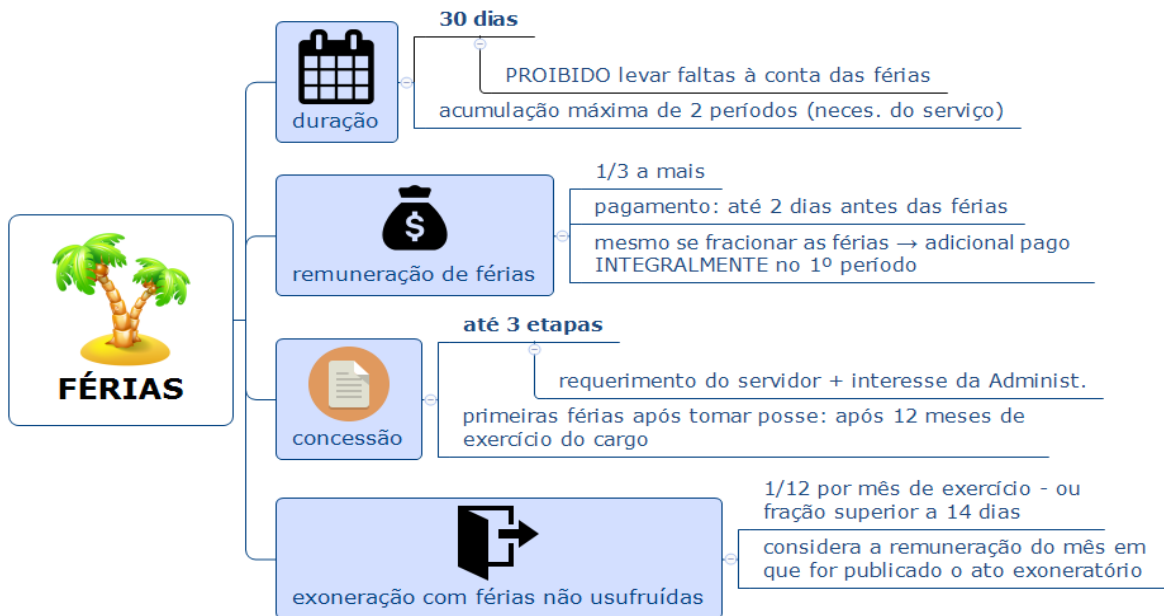 FÉRIAS
duração
30 dias
PROIBIDO levar faltas à conta das férias
acumulação máxima de 2 períodos (neces. do serviço)
$
remuneração de férias
1/3 a mais
pagamento: até 2 dias antes das férias
mesmo se fracionar as férias → adicional pago
INTEGRALMENTE no 1º período
concessão
até 3 etapas
requerimento do servidor + interesse da Administ.
primeiras férias após tomar posse: após 12 meses de
exercício do cargo
exoneração com férias não usufruídas
1/12 por mês de exercício - ou
fração superior a 14 dias
considera a remuneração do mês em
que for publicado o ato exoneratório